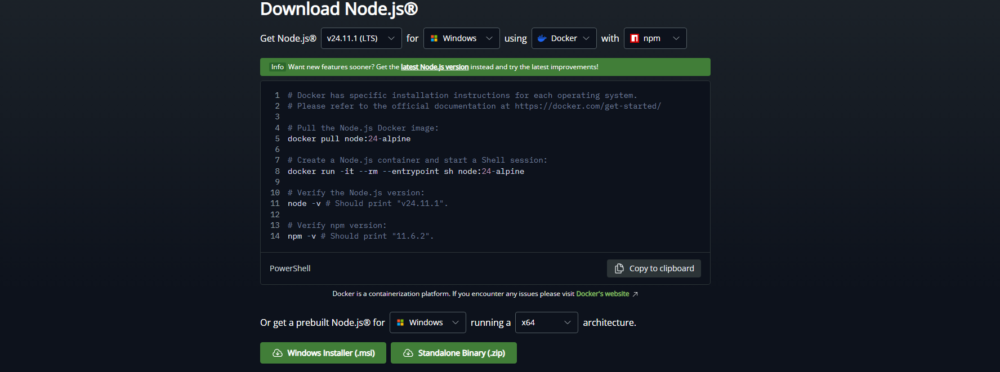 Download Node.js®
Get Node.js® v24.11.1 (LTS) for Windows using Docker with npm
Info Want new features sooner? Get the latest Node.js version instead and try the latest improvements!
1 # Docker has specific installation instructions for each operating system.
2 # Please refer to the official documentation at https://docker.com/get-started/
3
4 # Pull the Node.js Docker image:
5 docker pull node:24-alpine
6
7 # Create a Node.js container and start a Shell session:
8 docker run -it --rm --entrypoint sh node:24-alpine
9
10 # Verify the Node.js version:
11 node -v # Should print "v24.11.1".
12
13 # Verify npm version:
14 npm -v # Should print "11.6.2".
PowerShell Copy to clipboard
Docker is a containerization platform. If you encounter any issues please visit Docker's website
Or get a prebuilt Node.js® for Windows running a x64 architecture.
Windows Installer (.msi) Standalone Binary (.zip)